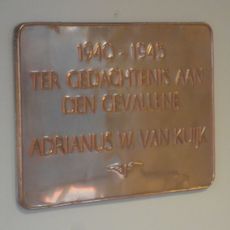 1940-1945
TER GEDACHTENIS AAN
DEN GEVALLENE
ADRIANUS W. VAN KUIJK